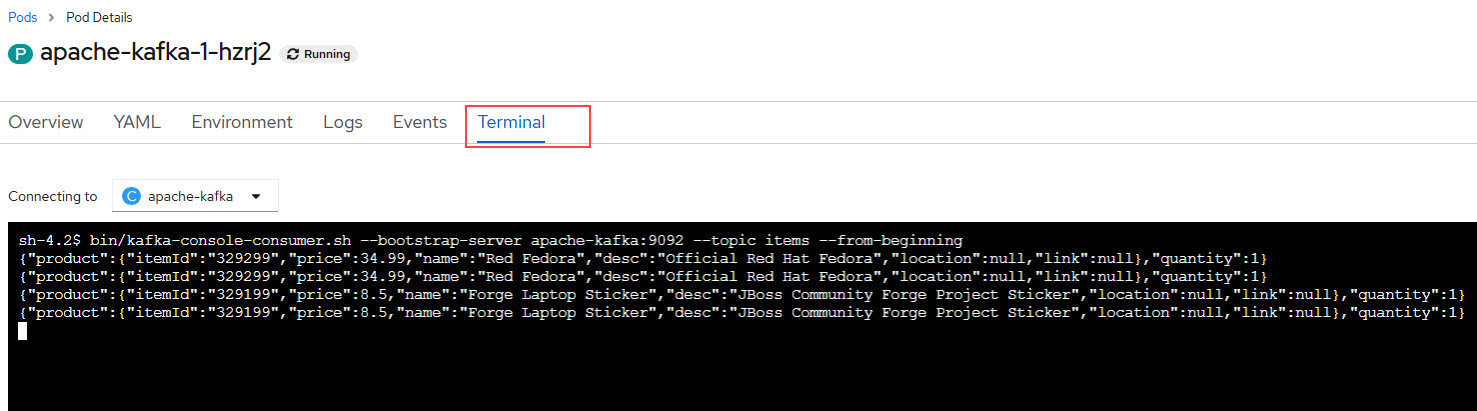 Pods > Pod Details
P apache-kafka-1-hzrj2 Running
Overview YAML Environment Logs Events Terminal
Connecting to C apache-kafka
sh-4.2$ bin/kafka-console-consumer.sh --bootstrap-server apache-kafka:9092 --topic items --from-beginning
{"product":{"itemId":"329299","price":34.99,"name":"Red Fedora","desc":"Official Red Hat Fedora","location":null,"link":null},"quantity":1}
{"product":{"itemId":"329299","price":34.99,"name":"Red Fedora","desc":"Official Red Hat Fedora","location":null,"link":null},"quantity":1}
{"product":{"itemId":"329199","price":8.5,"name":"Forge Laptop Sticker","desc":"JBoss Community Forge Project Sticker","location":null,"link":null},"quantity":1}
{"product":{"itemId":"329199","price":8.5,"name":"Forge Laptop Sticker","desc":"JBoss Community Forge Project Sticker","location":null,"link":null},"quantity":1}